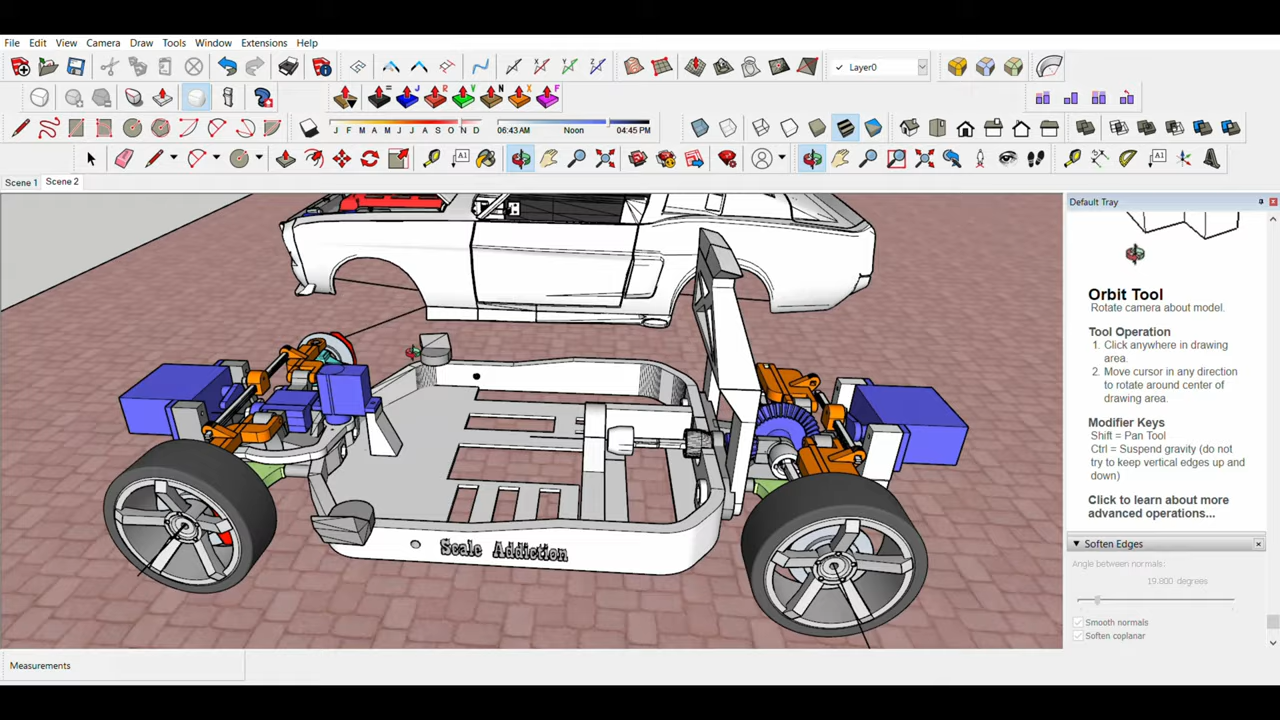 File Edit View Camera Draw Tools Window Extensions Help
Layer0
= J R V N X F
J F M A M J J A S O N D
06:43 AM Noon 04:45 PM
Scene 1 Scene 2
Default Tray
Orbit Tool
Rotate camera about model.
Tool Operation
1. Click anywhere in drawing
area.
2. Move cursor in any direction
to rotate around center of
drawing area.
Modifier Keys
Shift = Pan Tool
Ctrl = Suspend gravity (do not
try to keep vertical edges up and
down)
Click to learn about more
advanced operations...
Soften Edges
Angle between normals:
19.800 degrees
Smooth normals
Soften coplanar
Scale Addiction
Measurements